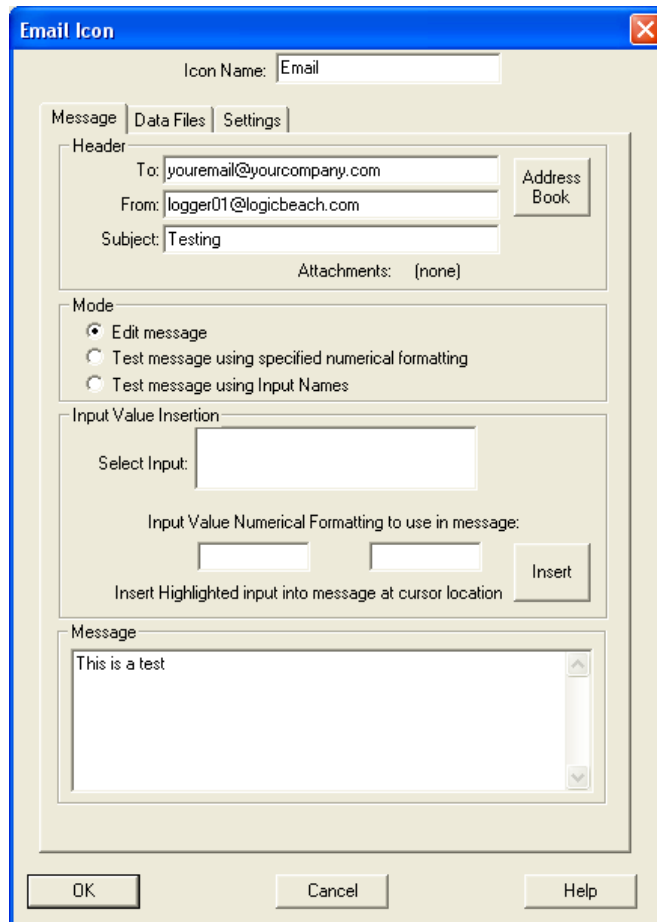 Email Icon
Icon Name: Email
Message Data Files Settings
Header
To: youremail@yourcompany.com
Address Book
From: logger01@logicbeach.com
Subject: Testing
Attachments: (none)
Mode
Edit message
Test message using specified numerical formatting
Test message using Input Names
Input Value Insertion
Select Input:
Input Value Numerical Formatting to use in message:
Insert
Insert Highlighted input into message at cursor location
Message
This is a test
OK Cancel Help